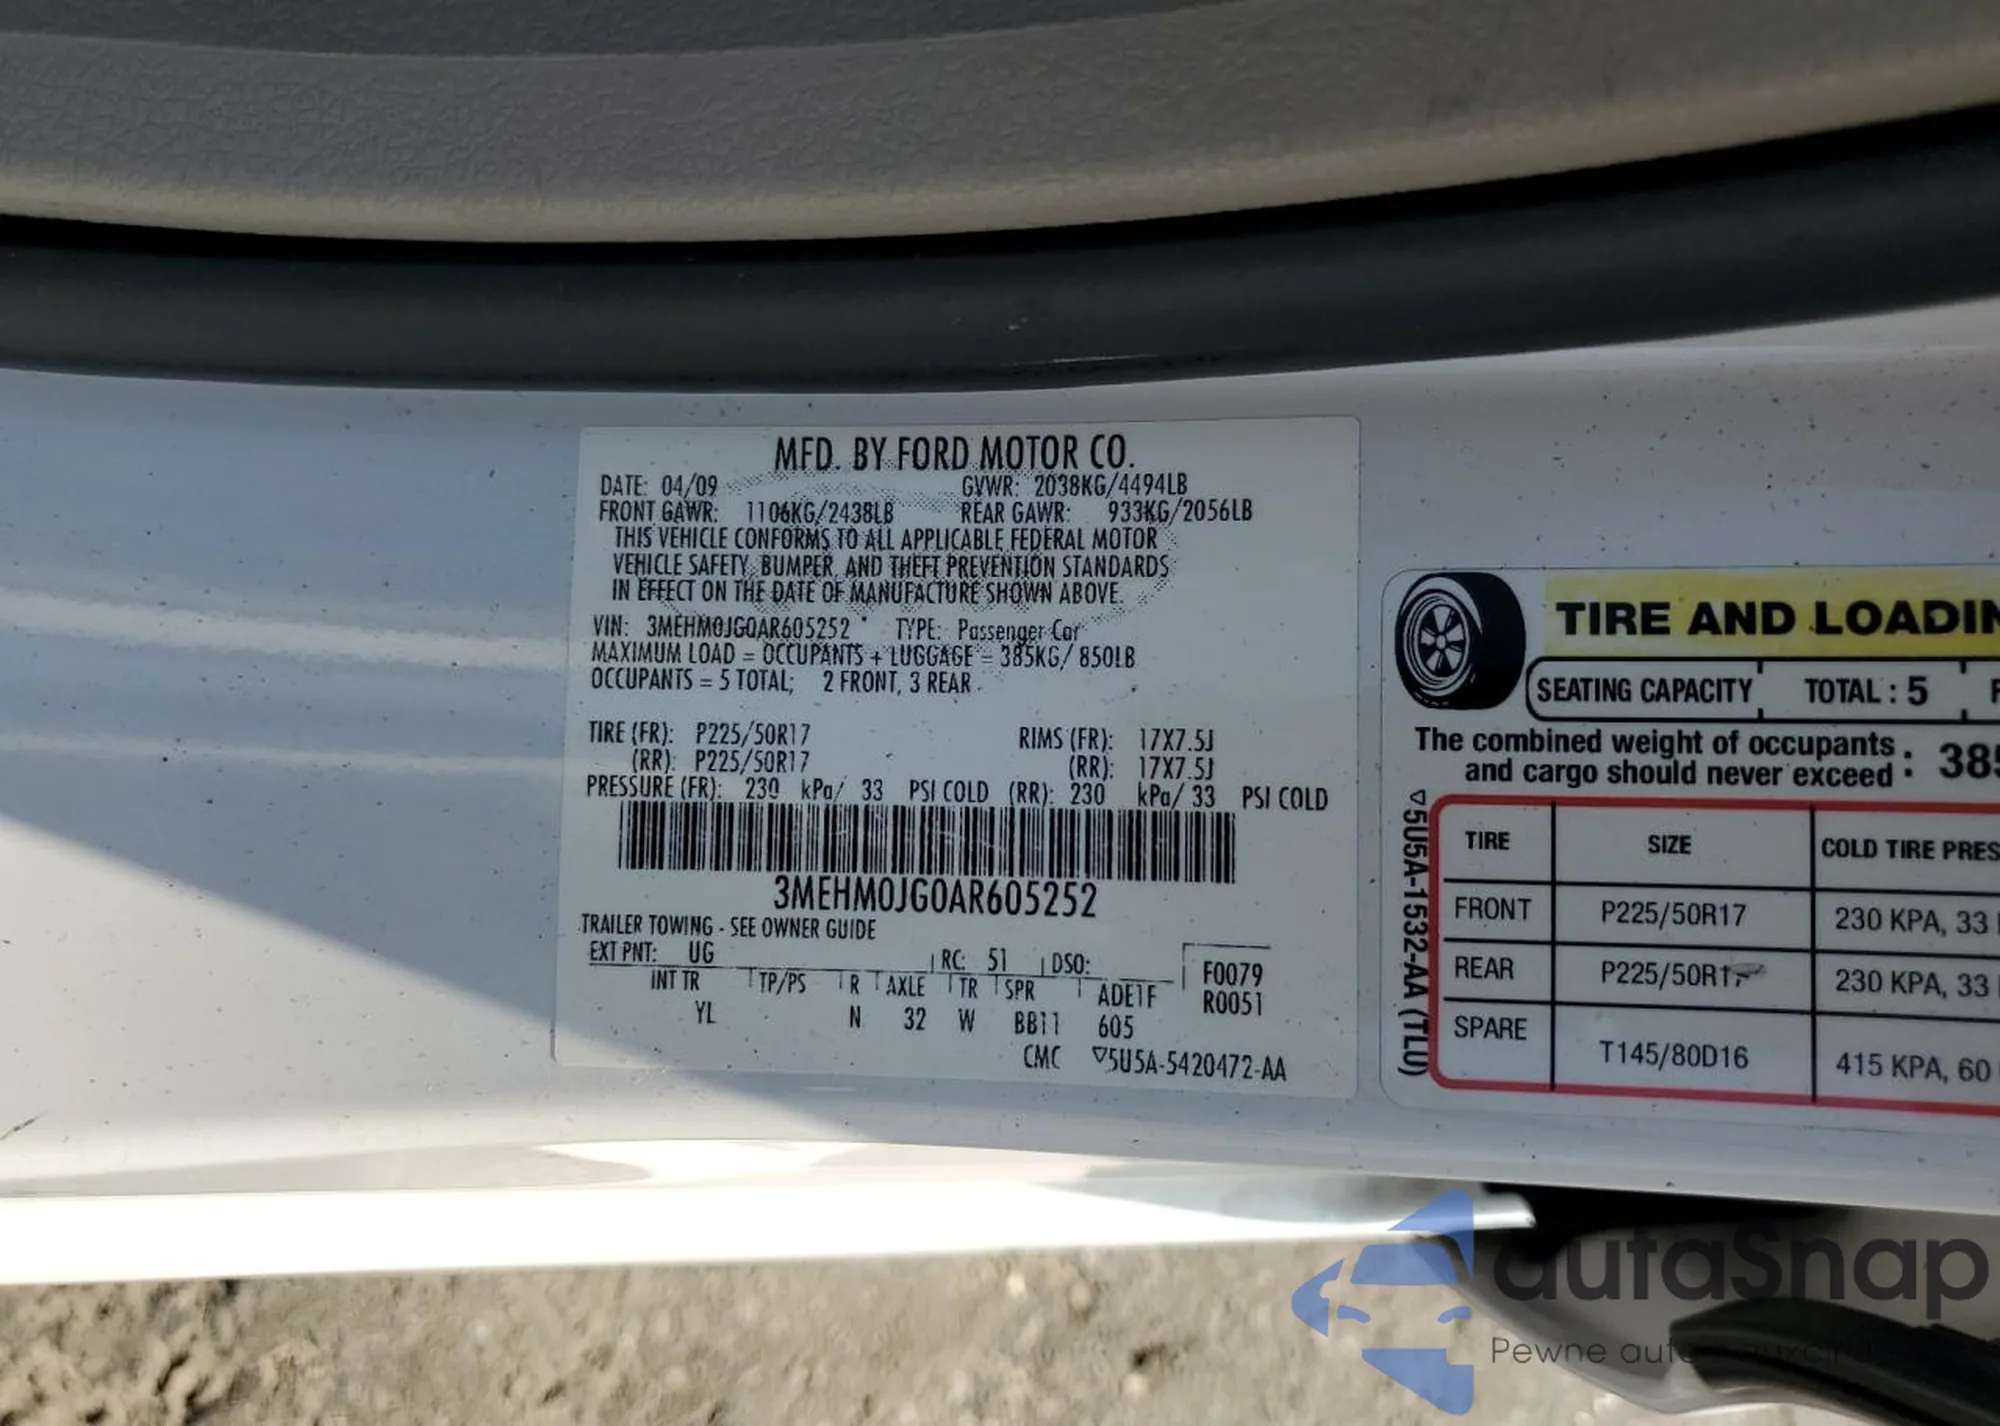 MFD. BY FORD MOTOR CO.
DATE: 04/09 GVWR: 2038KG/4494LB
FRONT GAWR: 1106KG/2438LB REAR GAWR: 933KG/2056LB
THIS VEHICLE CONFORMS TO ALL APPLICABLE FEDERAL MOTOR
VEHICLE SAFETY, BUMPER, AND THEFT PREVENTION STANDARDS
IN EFFECT ON THE DATE OF MANUFACTURE SHOWN ABOVE.
VIN: 3MEHM0JG0AR605252 TYPE: Passenger Car
MAXIMUM LOAD = OCCUPANTS + LUGGAGE = 385KG/ 850LB
OCCUPANTS = 5 TOTAL; 2 FRONT, 3 REAR
TIRE (FR): P225/50R17 RIMS (FR): 17X7.5J
(RR): P225/50R17 (RR): 17X7.5J
PRESSURE (FR): 230 kPa/ 33 PSI COLD (RR): 230 kPa/ 33 PSI COLD
3MEHM0JG0AR605252
TRAILER TOWING - SEE OWNER GUIDE
EXT PNT: UG RC: 51 DSO: F0079
INT TR TP/PS R AXLE TR SPR ADE1F R0051
YL N 32 W BB11 605
CMC ▽5U5A-5420472-AA
TIRE AND LOADIN
SEATING CAPACITY TOTAL : 5
The combined weight of occupants
and cargo should never exceed : 385
▽5U5A-1532-AA (TLU)
TIRE SIZE COLD TIRE PRES
FRONT P225/50R17 230 KPA, 33
REAR P225/50R17 230 KPA, 33
SPARE T145/80D16 415 KPA, 60
autaSnap
Pewne auta